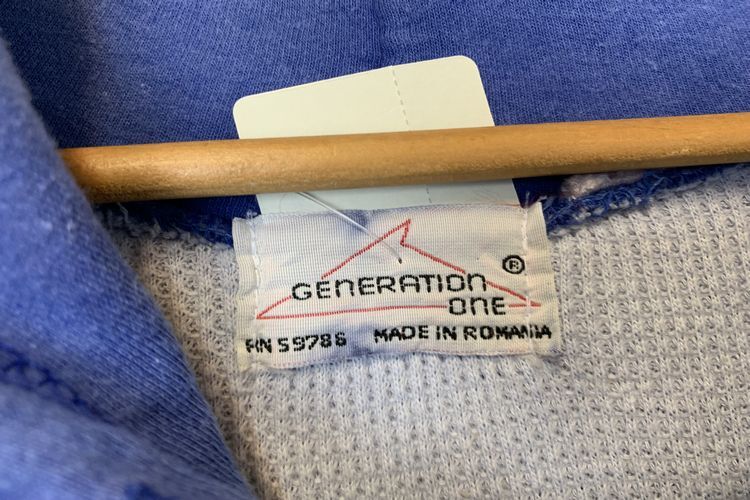 GENERATION ®
ONE
RN 59786 MADE IN ROMANIA